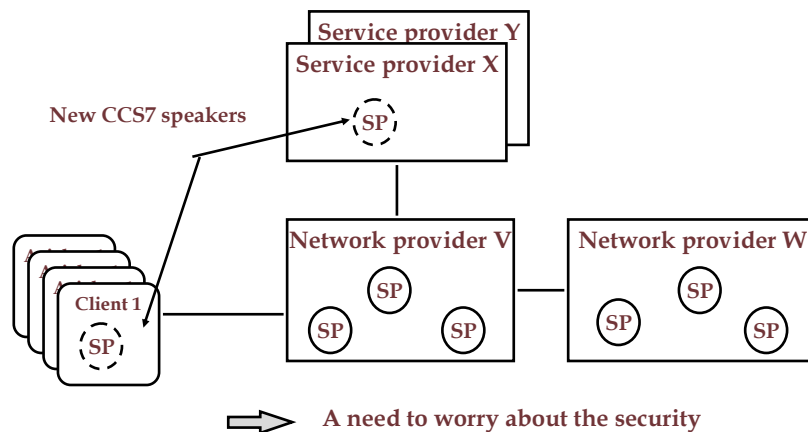 Service provider Y
Service provider X
SP
New CCS7 speakers
Network provider V
SP
SP
SP
Network provider W
SP
SP
SP
Client 1
SP
A need to worry about the security